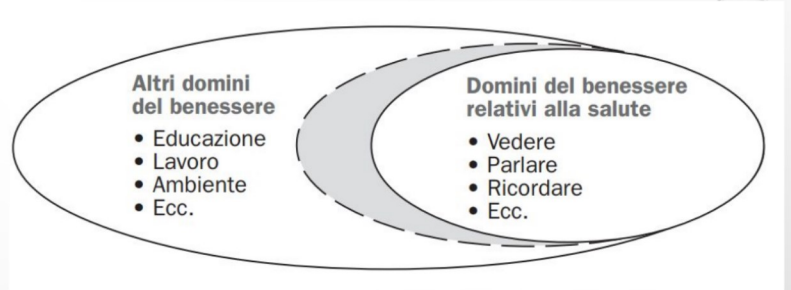 Altri domini
del benessere
• Educazione
• Lavoro
• Ambiente
• Ecc.
Domini del benessere
relativi alla salute
• Vedere
• Parlare
• Ricordare
• Ecc.